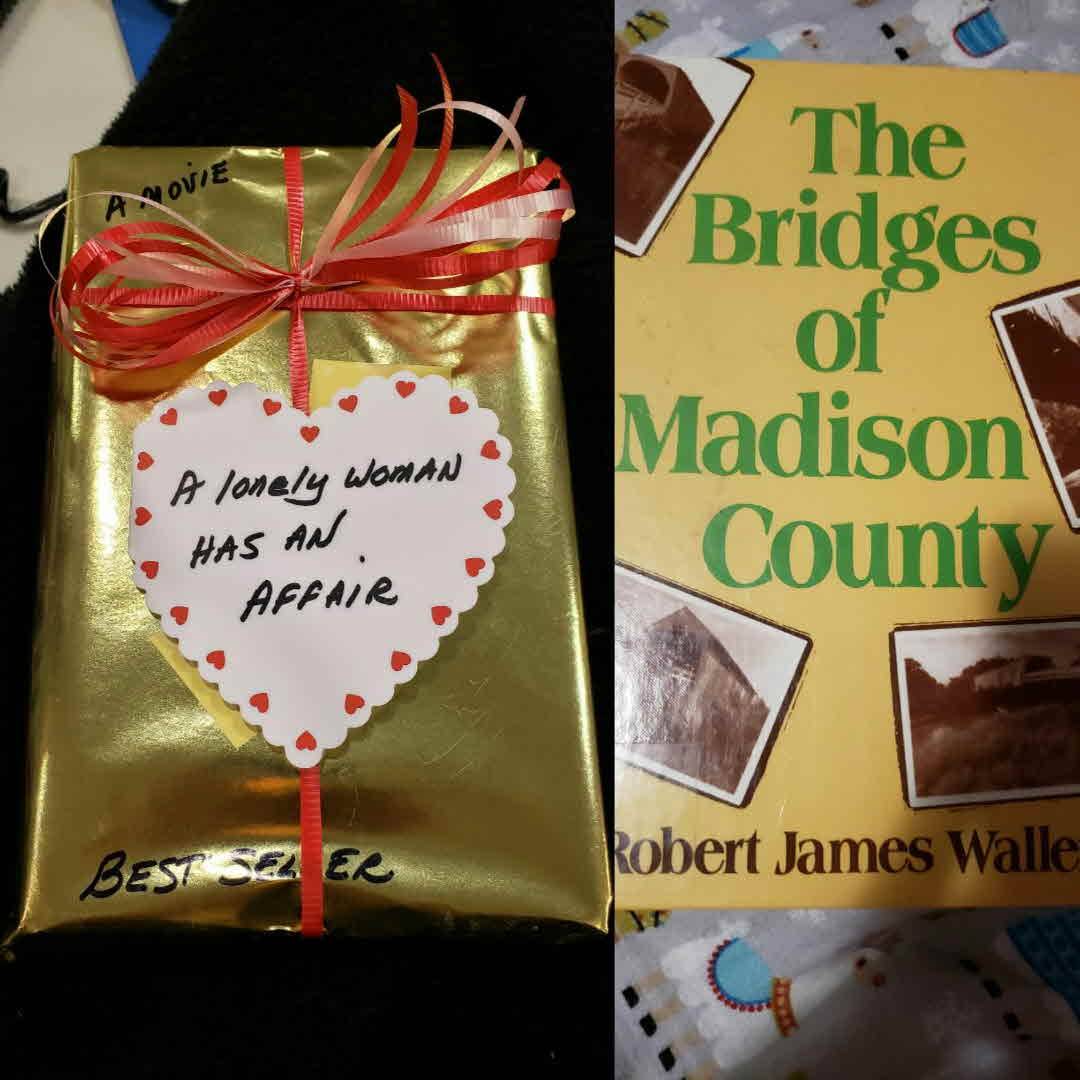 A MOVIE
A lonely WOMAN
HAS AN
AFFAIR
BEST SELLER
The
Bridges
of
Madison
County
Robert James Walle